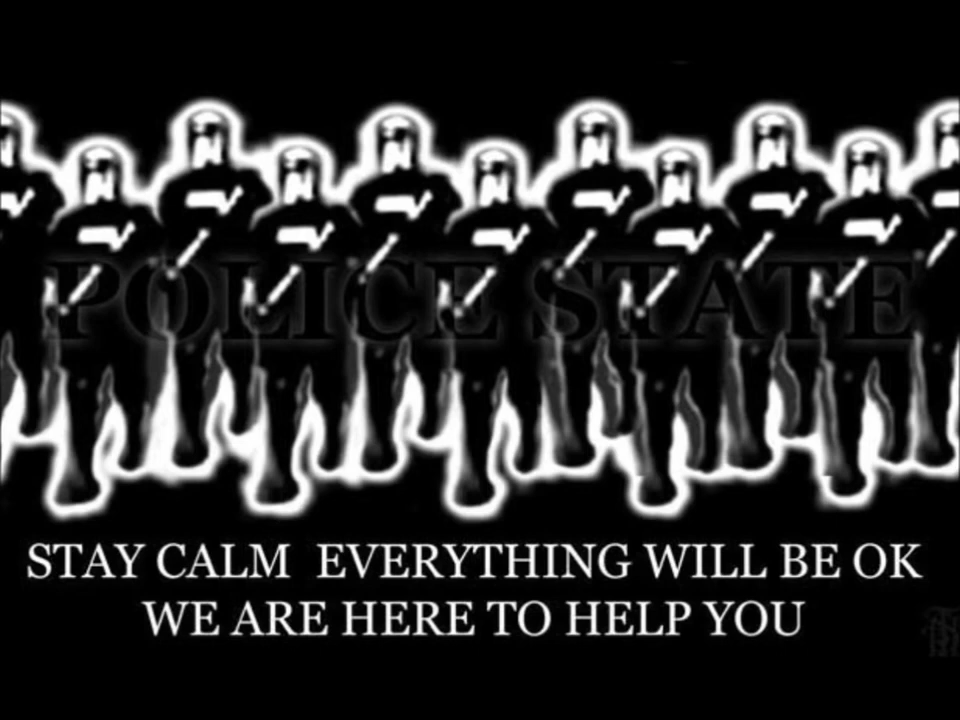 POLICE STATE
STAY CALM EVERYTHING WILL BE OK
WE ARE HERE TO HELP YOU